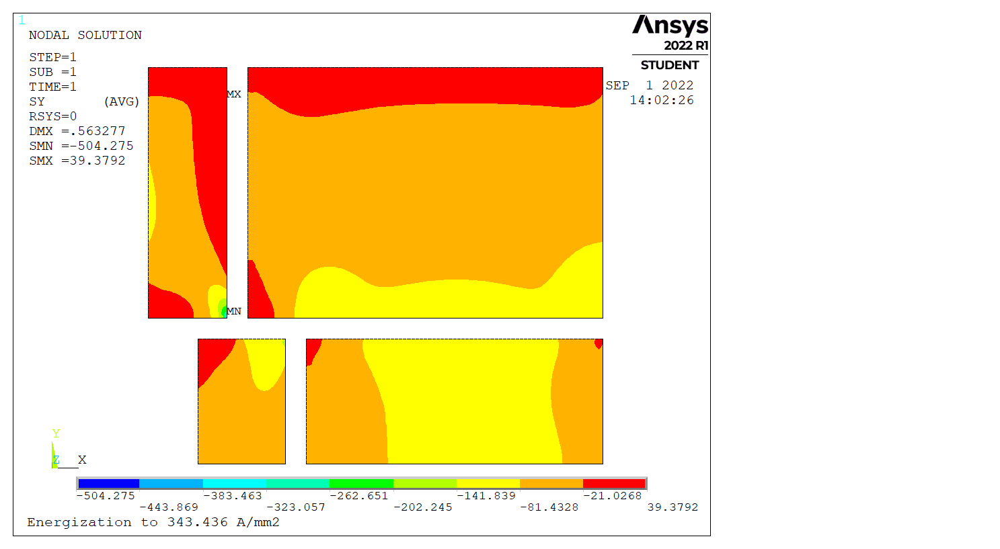 1
NODAL SOLUTION
STEP=1
SUB =1
TIME=1
SY (AVG)
RSYS=0
DMX =.563277
SMN =-504.275
SMX =39.3792
Ansys
2022 R1
STUDENT
SEP 1 2022
14:02:26
MX
MN
Y
Z X
-504.275 -383.463 -262.651 -141.839 -21.0268
-443.869 -323.057 -202.245 -81.4328 39.3792
Energization to 343.436 A/mm2